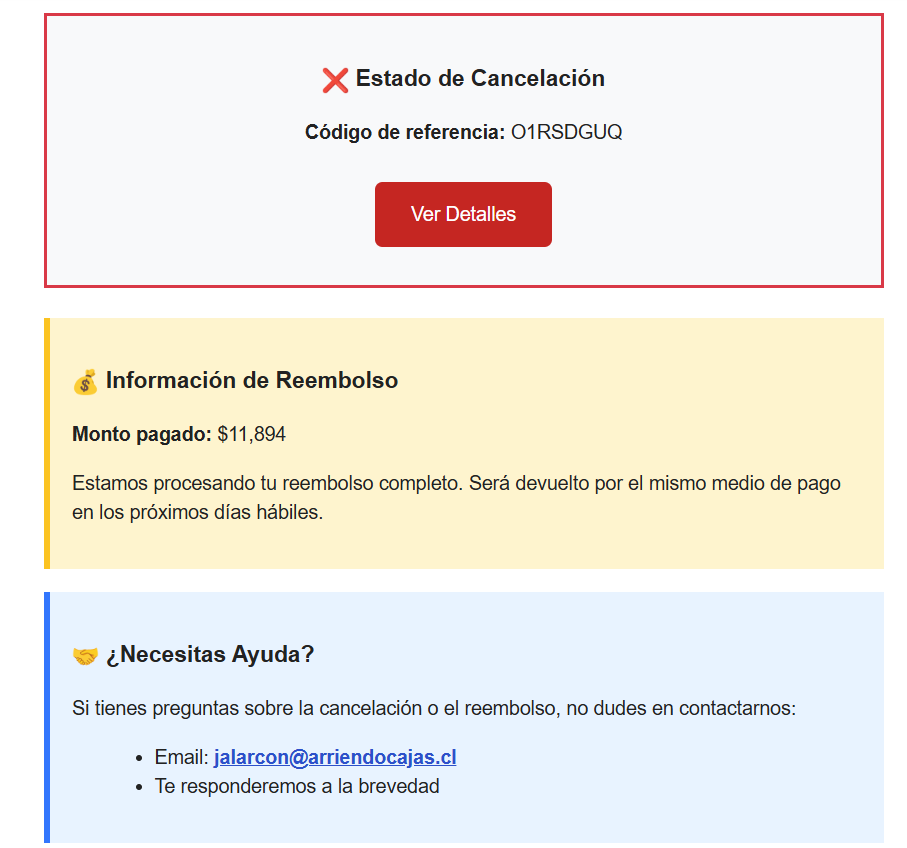 ❌ Estado de Cancelación
Código de referencia: O1RSDGUQ
Ver Detalles
💰 Información de Reembolso
Monto pagado: $11,894
Estamos procesando tu reembolso completo. Será devuelto por el mismo medio de pago
en los próximos días hábiles.
🤝 ¿Necesitas Ayuda?
Si tienes preguntas sobre la cancelación o el reembolso, no dudes en contactarnos:
• Email: jalarcon@arriendocajas.cl
• Te responderemos a la brevedad